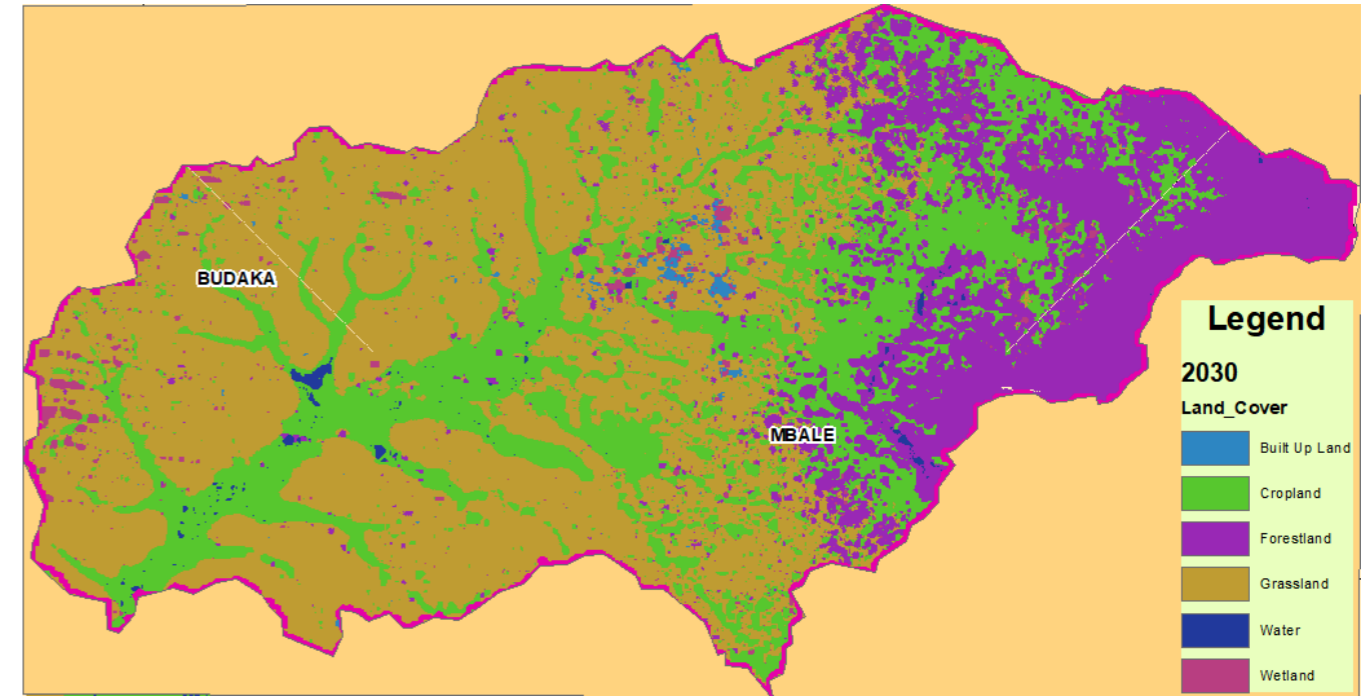 BUDAKA
MBALE
Legend
2030
Land_Cover
Built Up Land
Cropland
Forestland
Grassland
Water
Wetland